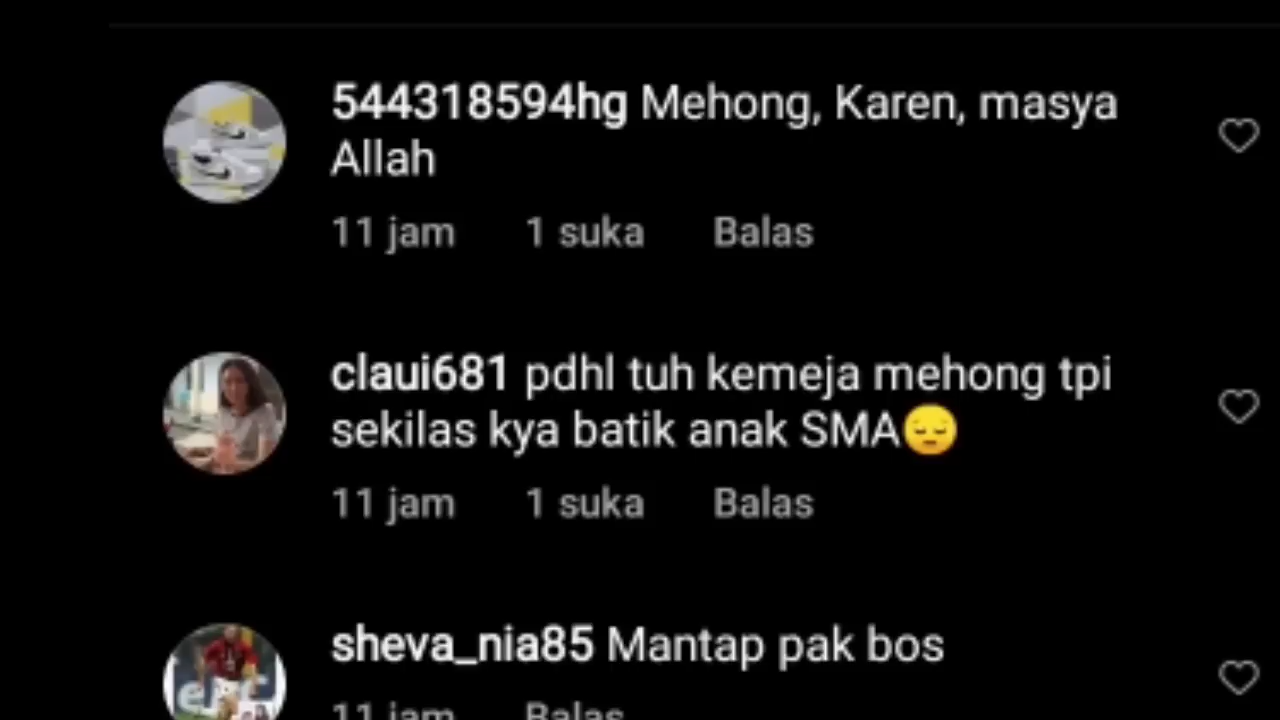 544318594hg Mehong, Karen, masya
Allah
11 jam 1 suka Balas
claui681 pdhl tuh kemeja mehong tpi
sekilas kya batik anak SMA😔
11 jam 1 suka Balas
sheva_nia85 Mantap pak bos
11 jam Balas